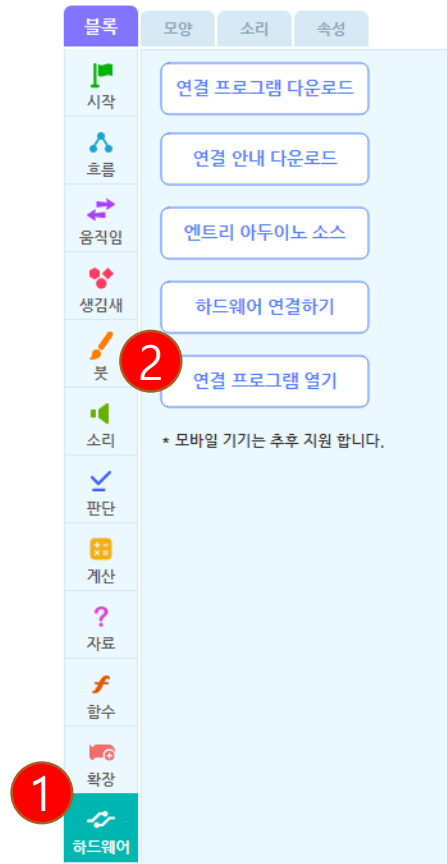 블록
모양
소리
속성
시작
흐름
움직임
생김새
붓
소리
판단
계산
?
자료
함수
확장
하드웨어
연결 프로그램 다운로드
연결 안내 다운로드
엔트리 아두이노 소스
하드웨어 연결하기
연결 프로그램 열기
* 모바일 기기는 추후 지원 합니다.
1
2